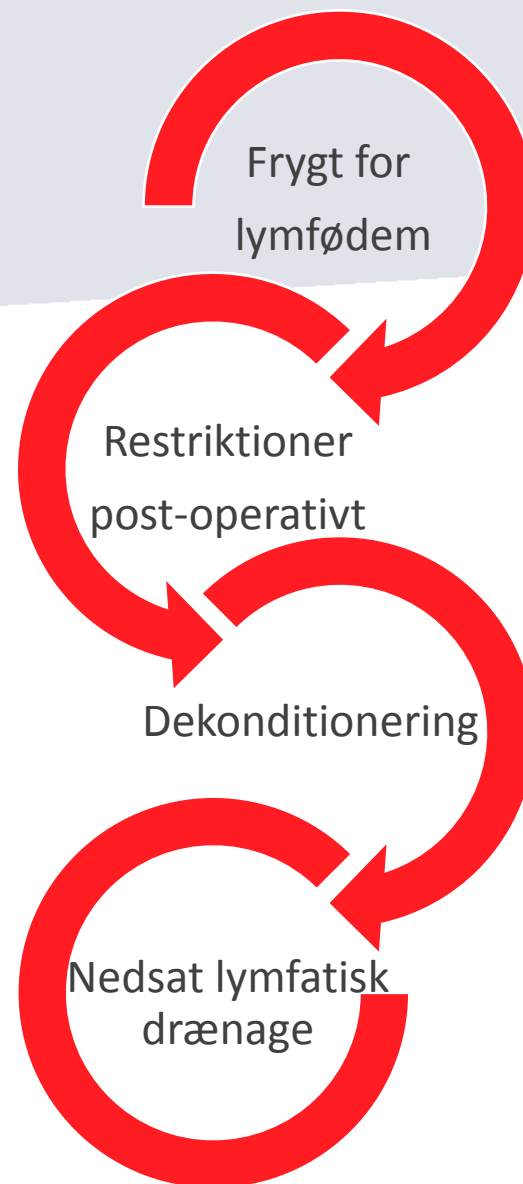 Frygt for
lymfødem
Restriktioner
post-operativt
Dekonditionering
Nedsat lymfatisk
drænage